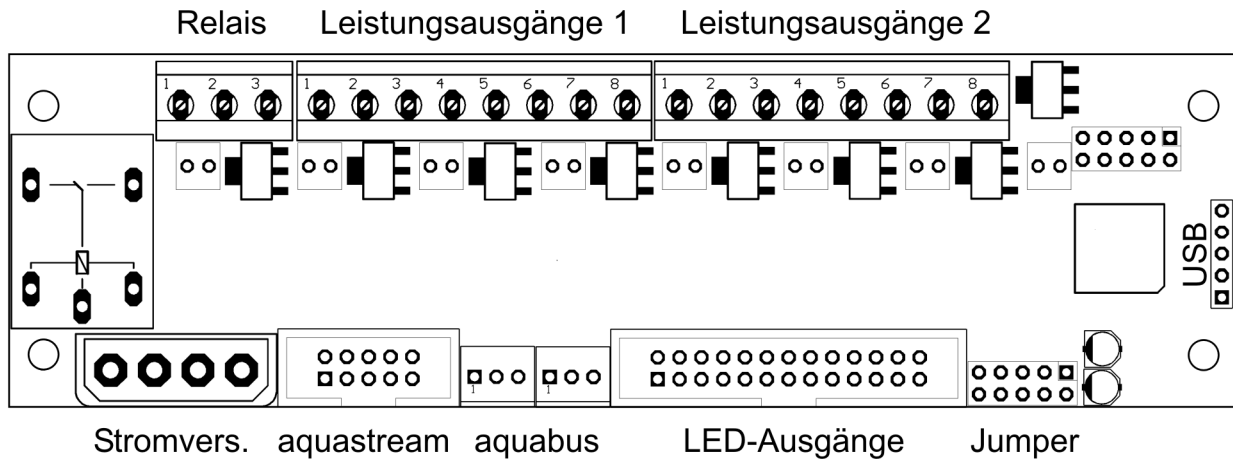 Relais Leistungsausgänge 1 Leistungsausgänge 2
1 2 3 1 2 3 4 5 6 7 8 1 2 3 4 5 6 7 8
USB
1 1
Stromvers. aquastream aquabus LED-Ausgänge Jumper